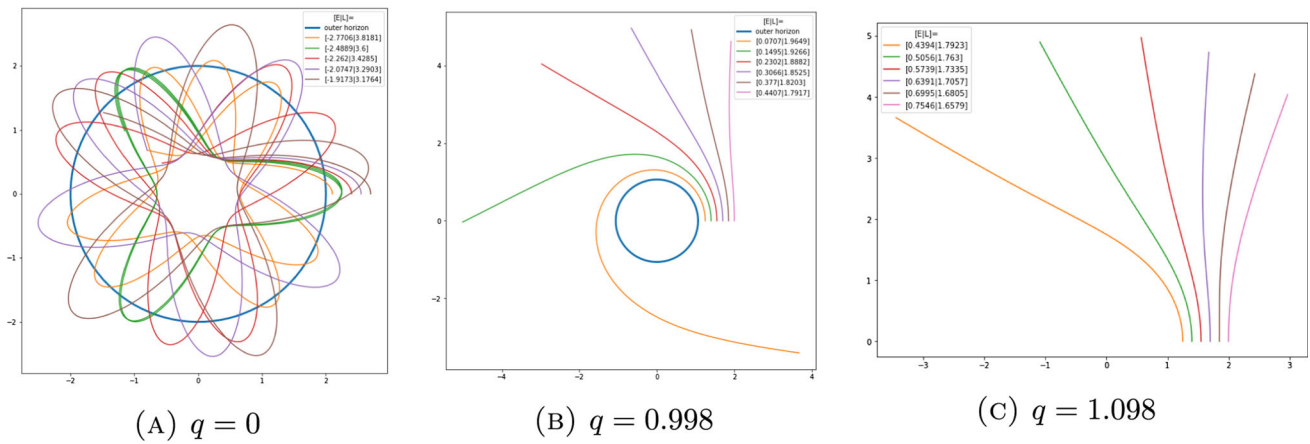 [E|L]=
outer horizon
[-2.7706|3.8181]
[-2.4889|3.6]
[-2.262|3.4285]
[-2.0747|3.2903]
[-1.9173|3.1764]
2
1
0
−1
−2
−2 −1 0 1 2
(A) q = 0
[E|L]=
outer horizon
[0.0707|1.9649]
[0.1495|1.9266]
[0.2302|1.8882]
[0.3066|1.8525]
[0.377|1.8203]
[0.4407|1.7917]
4
2
0
−2
−4 −2 0 2 4
(B) q = 0.998
[E|L]=
[0.4394|1.7923]
[0.5056|1.763]
[0.5739|1.7335]
[0.6391|1.7057]
[0.6995|1.6805]
[0.7546|1.6579]
5
4
3
2
1
0
−3 −2 −1 0 1 2 3
(C) q = 1.098